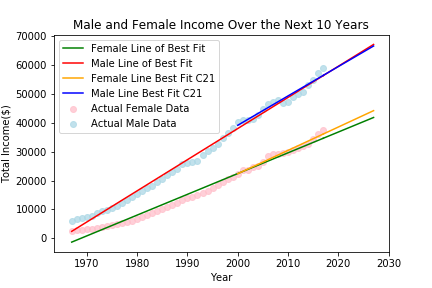 Male and Female Income Over the Next 10 Years
70000
60000
50000
40000
30000
20000
10000
0
Total Income($)
Female Line of Best Fit
Male Line of Best Fit
Female Line Best Fit C21
Male Line Best Fit C21
Actual Female Data
Actual Male Data
1970 1980 1990 2000 2010 2020 2030
Year